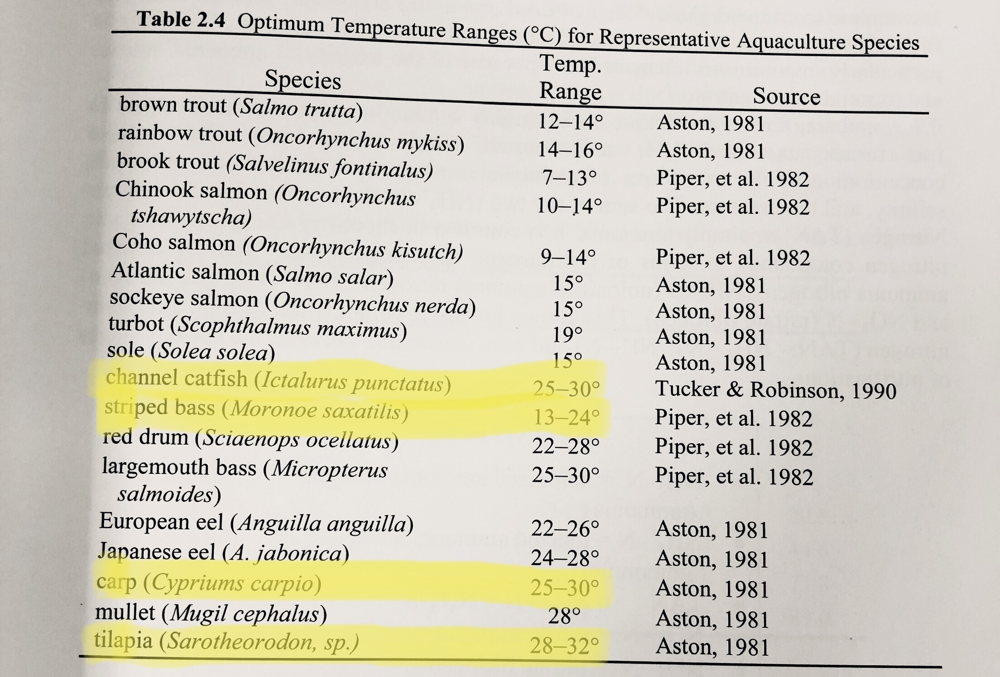 Table 2.4 Optimum Temperature Ranges (°C) for Representative Aquaculture Species
Species Temp. Range Source
brown trout (Salmo trutta) 12–14° Aston, 1981
rainbow trout (Oncorhynchus mykiss) 14–16° Aston, 1981
brook trout (Salvelinus fontinalus) 7–13° Piper, et al. 1982
Chinook salmon (Oncorhynchus 10–14° Piper, et al. 1982
tshawytscha)
Coho salmon (Oncorhynchus kisutch) 9–14° Piper, et al. 1982
Atlantic salmon (Salmo salar) 15° Aston, 1981
sockeye salmon (Oncorhynchus nerda) 15° Aston, 1981
turbot (Scophthalmus maximus) 19° Aston, 1981
sole (Solea solea) 15° Aston, 1981
channel catfish (Ictalurus punctatus) 25–30° Tucker & Robinson, 1990
striped bass (Moronoe saxatilis) 13–24° Piper, et al. 1982
red drum (Sciaenops ocellatus) 22–28° Piper, et al. 1982
largemouth bass (Micropterus 25–30° Piper, et al. 1982
salmoides)
European eel (Anguilla anguilla) 22–26° Aston, 1981
Japanese eel (A. jabonica) 24–28° Aston, 1981
carp (Cypriums carpio) 25–30° Aston, 1981
mullet (Mugil cephalus) 28° Aston, 1981
tilapia (Sarotheorodon, sp.) 28–32° Aston, 1981